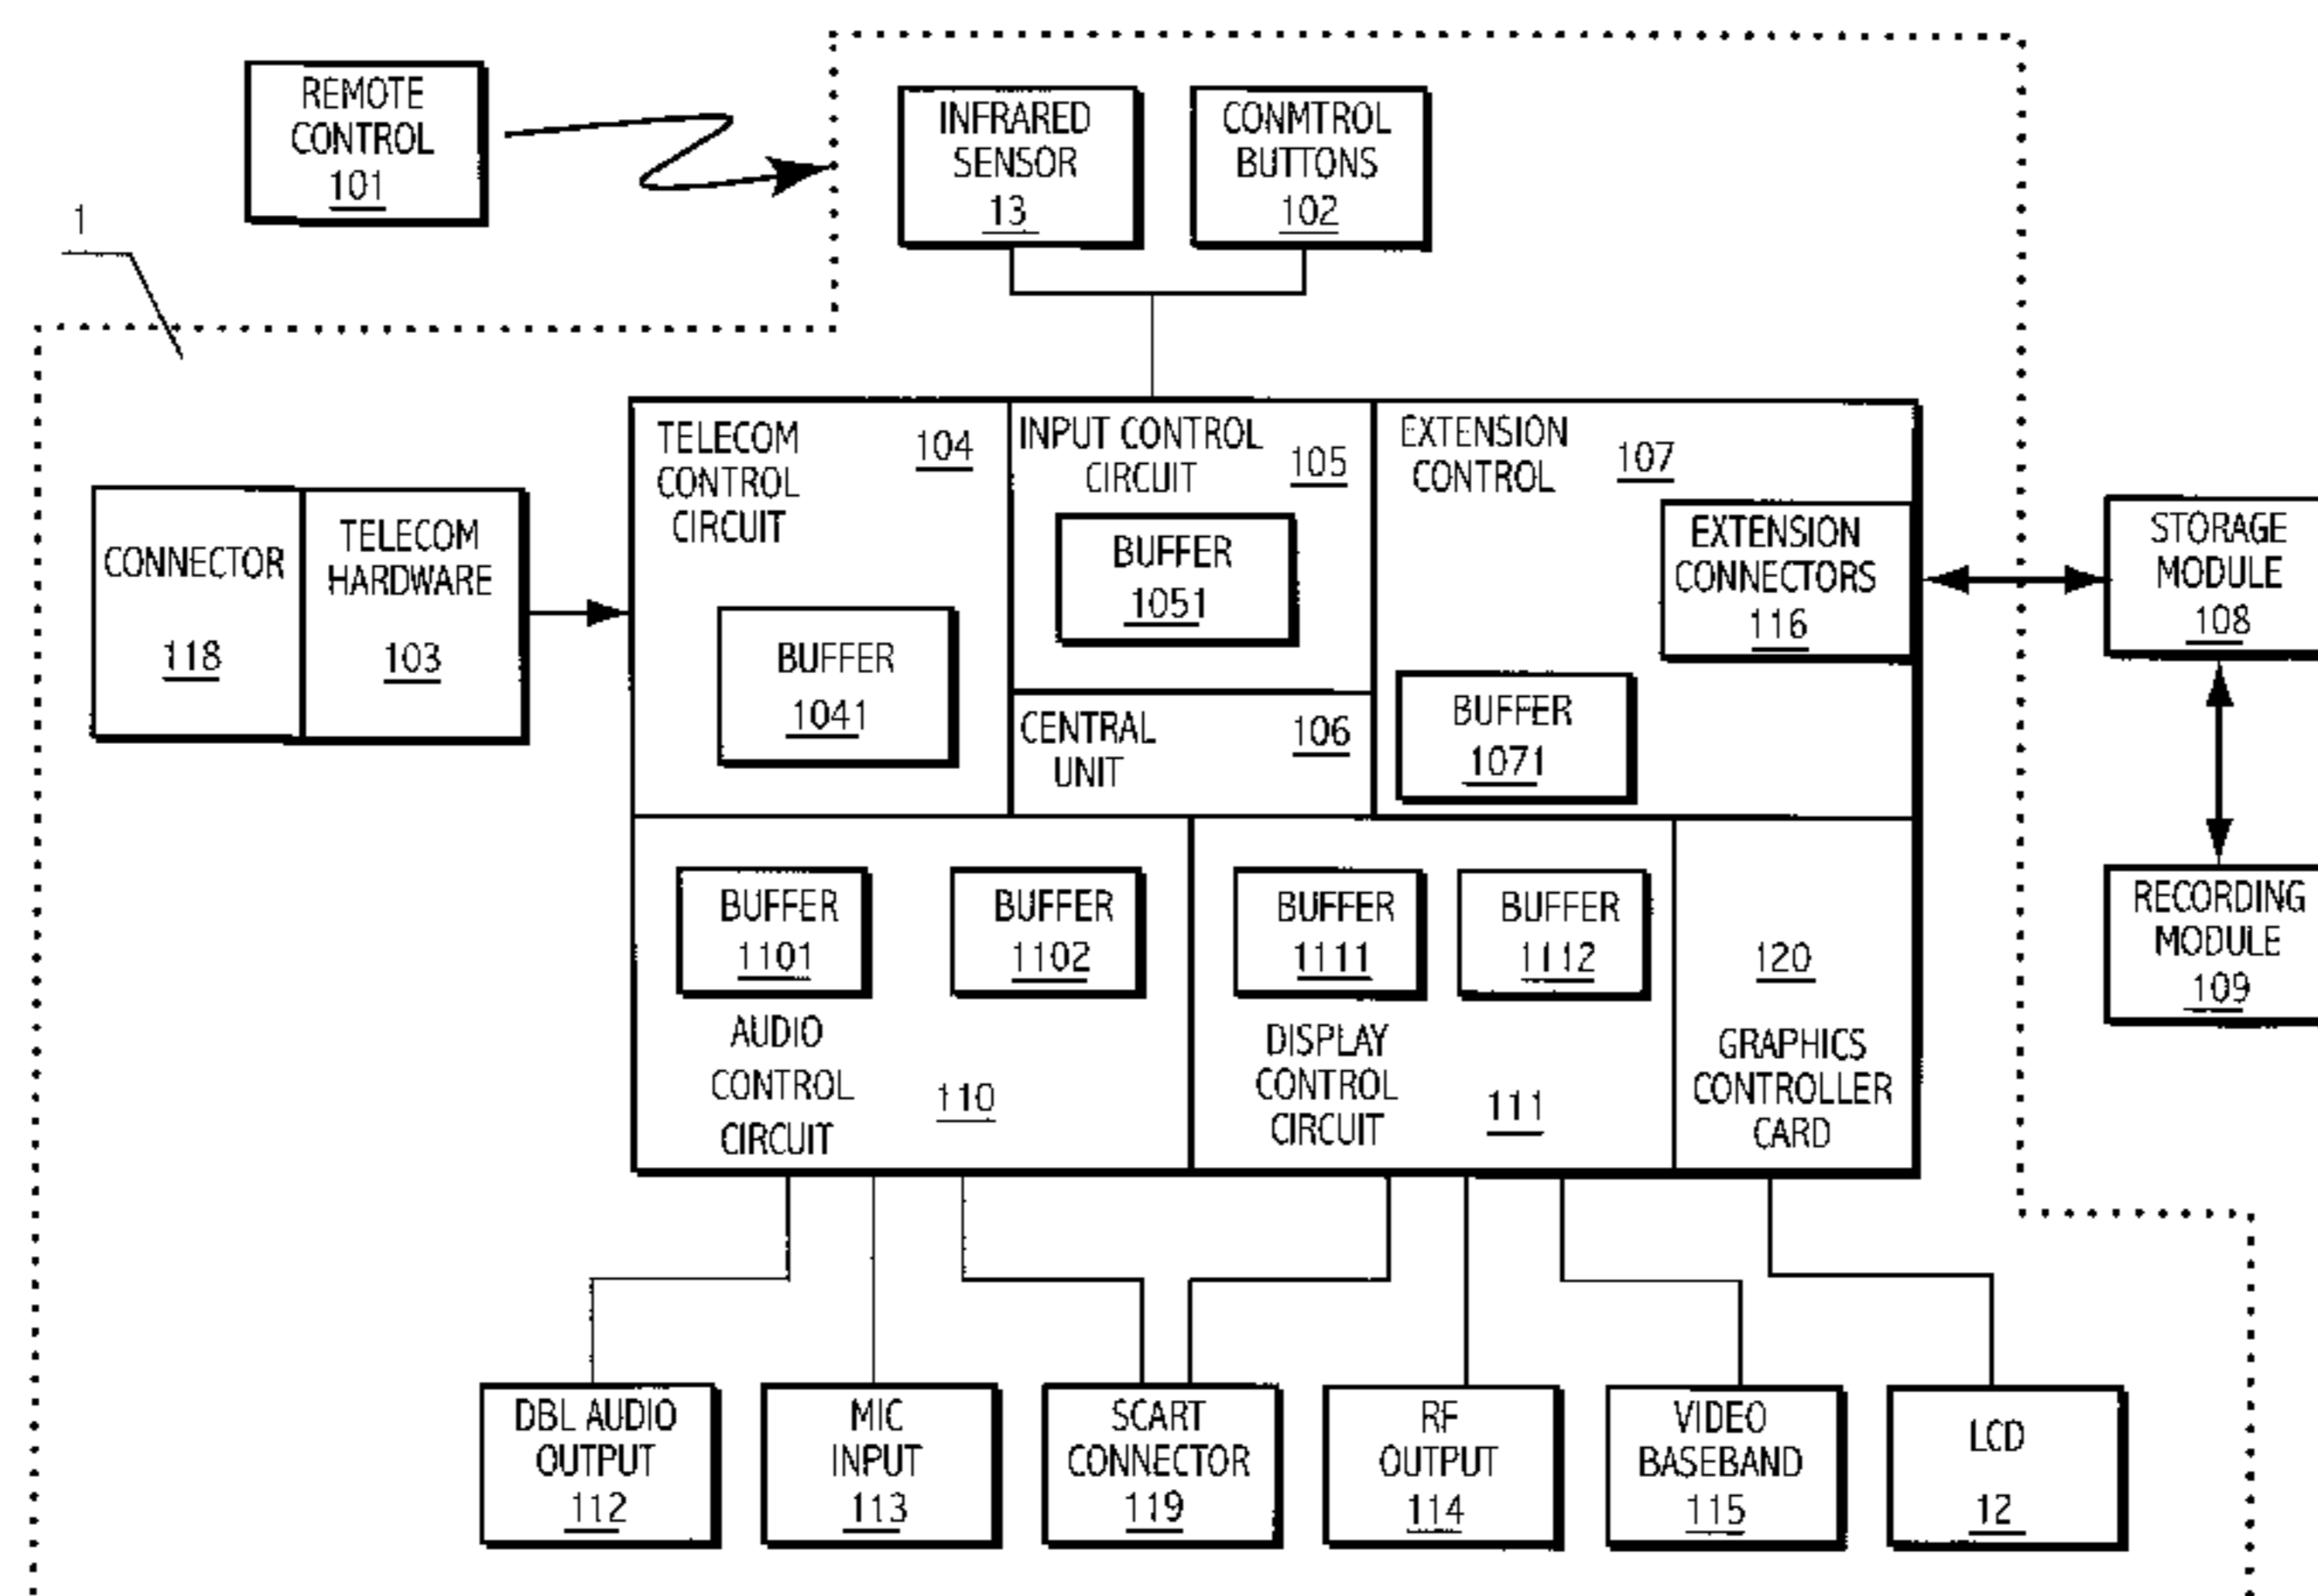 REMOTE
CONTROL
101
1
INFRARED
SENSOR
13
CONMTROL
BUTTONS
102
CONNECTOR
118
TELECOM
HARDWARE
103
TELECOM
CONTROL
CIRCUIT
104
BUFFER
1041
INPUT CONTROL
CIRCUIT
105
BUFFER
1051
CENTRAL
UNIT
106
EXTENSION
CONTROL
107
EXTENSION
CONNECTORS
116
BUFFER
1071
STORAGE
MODULE
108
RECORDING
MODULE
109
BUFFER
1101
BUFFER
1102
AUDIO
CONTROL
CIRCUIT
110
BUFFER
1111
BUFFER
1112
DISPLAY
CONTROL
CIRCUIT
111
120
GRAPHICS
CONTROLLER
CARD
DBL AUDIO
OUTPUT
112
MIC
INPUT
113
SCART
CONNECTOR
119
RF
OUTPUT
114
VIDEO
BASEBAND
115
LCD
12